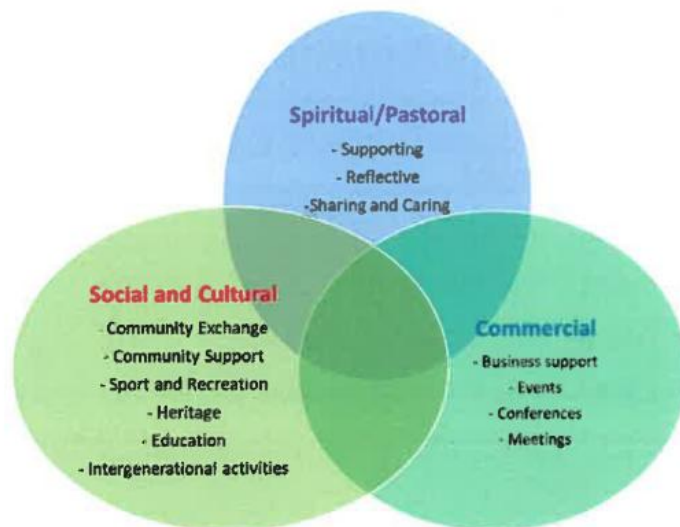 Spiritual/Pastoral
- Supporting
- Reflective
-Sharing and Caring
Social and Cultural
- Community Exchange
- Community Support
- Sport and Recreation
- Heritage
- Education
- Intergenerational activities
Commercial
- Business support
- Events
- Conferences
- Meetings